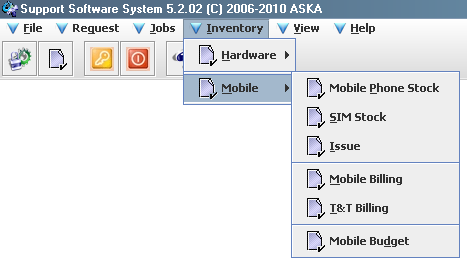 Support Software System 5.2.02 (C) 2006-2010 ASKA
File Request Jobs Inventory View Help
Hardware
Mobile
Mobile Phone Stock
SIM Stock
Issue
Mobile Billing
T&T Billing
Mobile Budget